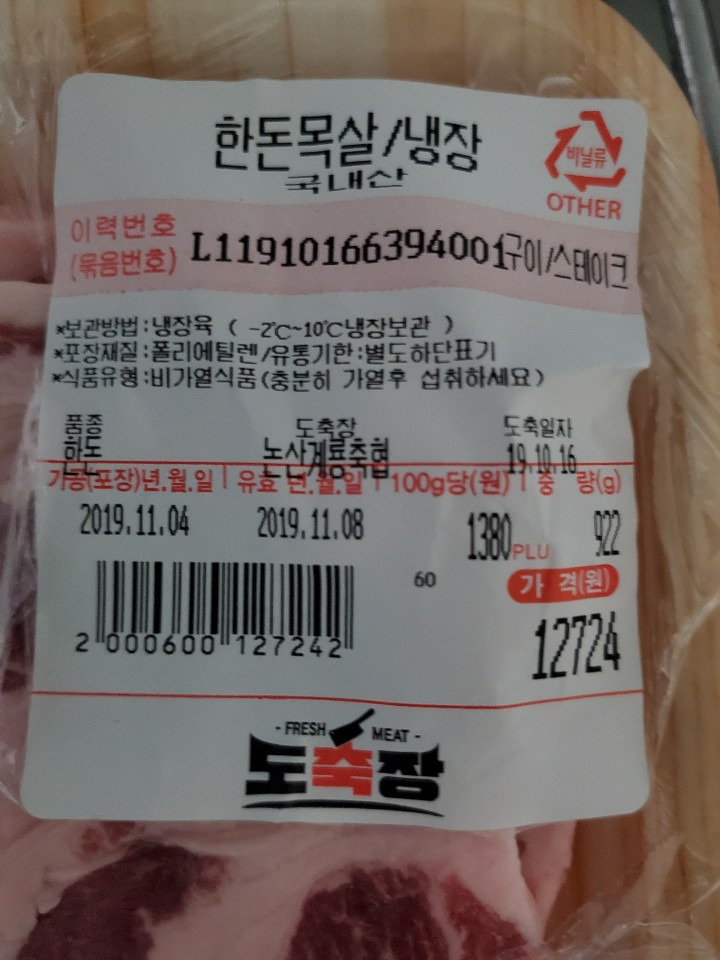 한돈목살/냉장
국내산
비닐류
OTHER
이력번호
(묶음번호) L11910166394001구이/스테이크
*보관방법:냉장육 ( -2℃~10℃냉장보관 )
*포장재질:폴리에틸렌/유통기한:별도하단표기
*식품유형:비가열식품(충분히 가열후 섭취하세요)
품종 도축장 도축일자
한돈 논산계룡축협 19.10.16
가공(포장)년.월.일 유효 년.월.일 100g당(원) 중 량(g)
2019.11.04 2019.11.08 1380 922
PLU 60 가 격(원)
2 000600 127242 12724
- FRESH MEAT -
도축장